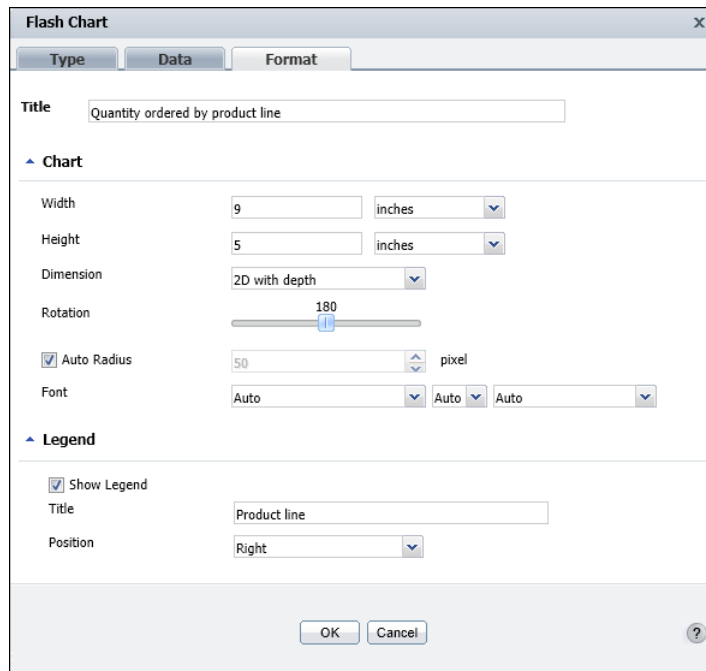 Flash Chart x
Type Data Format
Title Quantity ordered by product line
Chart
Width 9 inches
Height 5 inches
Dimension 2D with depth
180
Rotation
Auto Radius 50 pixel
Font Auto Auto Auto
Legend
Show Legend
Title Product line
Position Right
OK Cancel ?